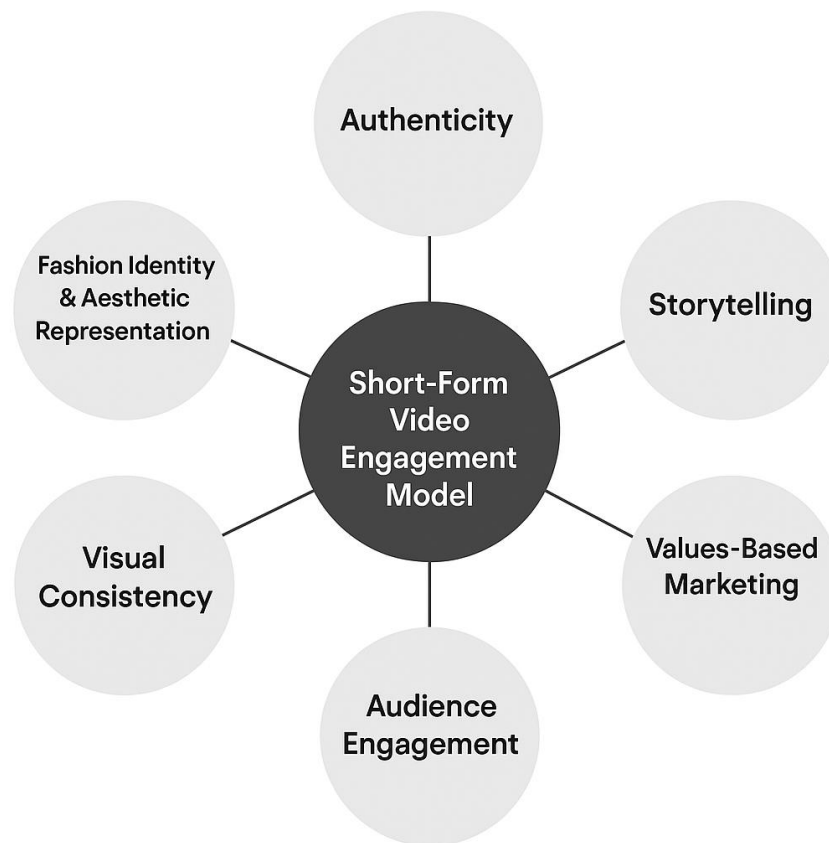 Authenticity
Fashion Identity
& Aesthetic
Representation
Storytelling
Short-Form
Video
Engagement
Model
Visual
Consistency
Values-Based
Marketing
Audience
Engagement